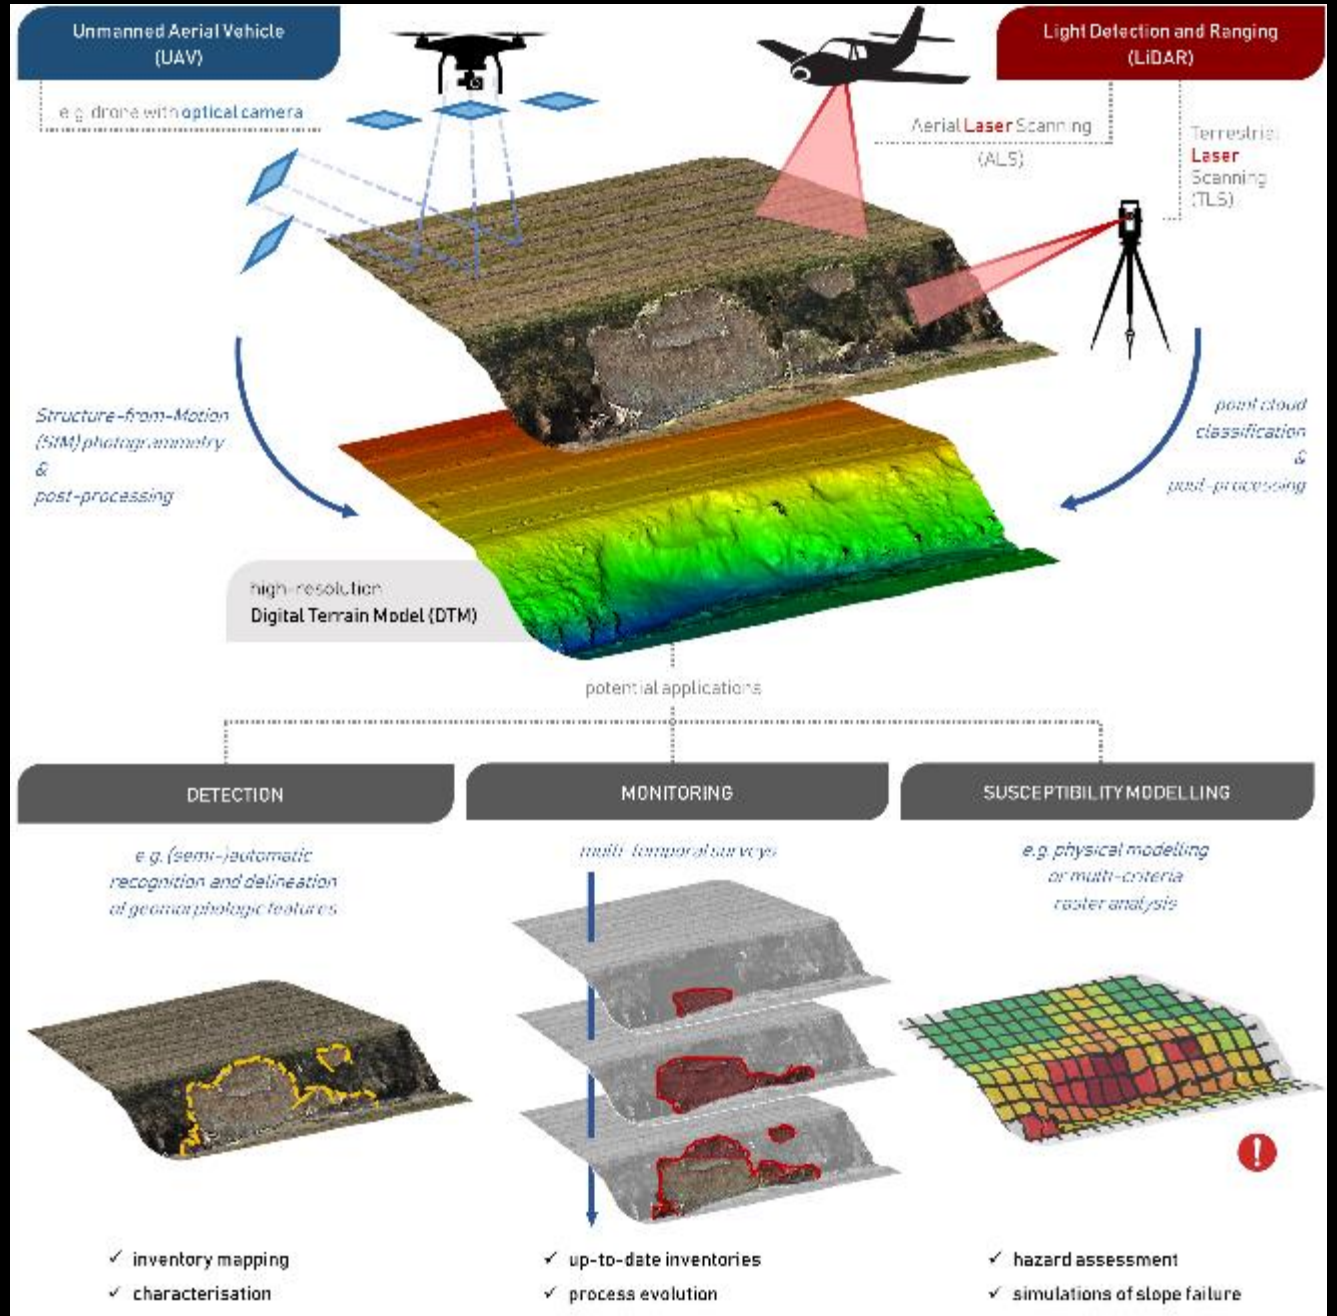 Unmanned Aerial Vehicle
(UAV)
e.g. drone with optical camera
Light Detection and Ranging
(LiDAR)
Aerial Laser Scanning
(ALS)
Terrestrial
Laser
Scanning
(TLS)
Structure-from-Motion
(SfM) photogrammetry
&
post-processing
point cloud
classification
&
post-processing
high-resolution
Digital Terrain Model (DTM)
potential applications
DETECTION
e.g. (semi-)automatic
recognition and delineation
of geomorphologic features
✓ inventory mapping
✓ characterisation
MONITORING
multi-temporal surveys
✓ up-to-date inventories
✓ process evolution
SUSCEPTIBILITY MODELLING
e.g. physical modelling
or multi-criteria
raster analysis
!
✓ hazard assessment
✓ simulations of slope failure